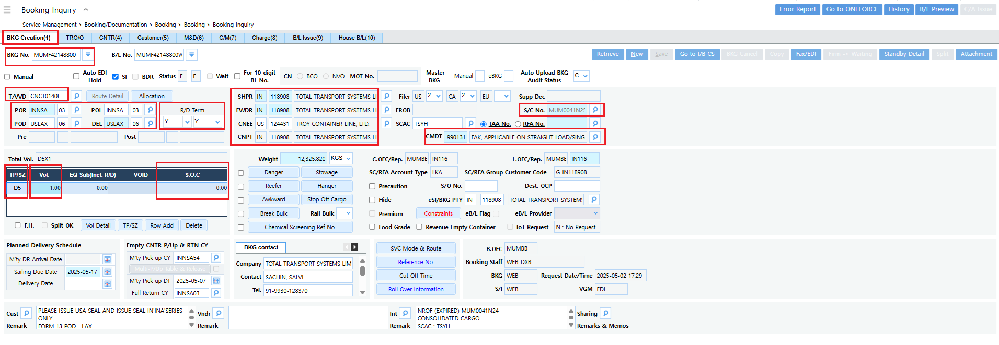 Booking Inquiry
Error Report Go to ONEFORCE History B/L Preview C/A Issue
Service Management > Booking/Documentation > Booking > Booking > Booking Inquiry
BKG Creation(1) TRO/O CNTR(4) Customer(5) M&D(6) C/M(7) Charge(8) B/L Issue(9) House B/L(10)
BKG No. MUMF42148800 B/L No. MUMF42148800
Retrieve New Save Go to I/B CS BKG Cancel Copy Fax/EDI Firm -> Waiting Standby Detail Split Attachment
Manual Auto EDI Hold SI BDR Status F F Wait For 10-digit BL No. CN BCO NVO MOT No. Master BKG - Manual eBKG Auto Upload BKG Audit Status C
T/VVD CNCT0140E Route Detail Allocation
SHPR IN 118908 TOTAL TRANSPORT SYSTEMS LI
Filer US 2 CA 2 EU Supp Dec
POR INNSA 03 POL INNSA 03 R/D Term
FWDR IN 118908 TOTAL TRANSPORT SYSTEMS LI
FROB S/C No. MUM0041N25
POD USLAX 06 DEL USLAX 06 Y Y
CNEE US 124431 TROY CONTAINER LINE, LTD.
SCAC TSYH TAA No. RFA No.
Pre Post
CNPT IN 118908 TOTAL TRANSPORT SYSTEMS LI
CMDT 990131 FAK, APPLICABLE ON STRAIGHT LOAD/SING
Total Vol. D5X1
Weight 12,325.820 KGS C.OFC/Rep. MUMBE IN116 L.OFC/Rep. MUMBE IN116
TP/SZ Vol. EQ Sub(Incl. R/D) VOID S.O.C
D5 1.00 0.00 0.00
Danger Stowage SC/RFA Account Type LKA SC/RFA Group Customer Code G-IN118908
Reefer Hanger Precaution S/O No. Dest. OCP
Awkward Stop Off Cargo Hide eSI/BKG PTY IN 118908 TOTAL TRANSPORT SYSTEM
Break Bulk Rail Bulk Premium Constraints eB/L Flag eB/L Provider
F.H. Split OK Vol Detail TP/SZ Row Add Delete
Chemical Screening Ref No. Food Grade Revenue Empty Container IoT Request N : No Request
Planned Delivery Schedule
M'ty DR Arrival Date
Sailing Due Date 2025-05-17
Delivery Date
Empty CNTR P/Up & RTN CY
M'ty Pick up CY INNSA54
Multi-P/Up Table & Release
M'ty Pick up DT 2025-05-07
Full Return CY INNSA03
BKG contact
Company TOTAL TRANSPORT SYSTEMS LIM
Contact SACHIN, SALVI
Tel. 91-9930-128370
SVC Mode & Route
Reference No.
Cut Off Time
Roll Over Information
B.OFC MUMBB
Booking Staff WEB_DXB
BKG WEB Request Date/Time 2025-05-02 17:29
S/I WEB VGM EDI
Cust Remark
PLEASE ISSUE USA SEAL AND ISSUE SEAL IN'INA'SERIES
ONLY
FORM 13 POD LAX
Vndr Remark
Int Remark
NROF (EXPIRED) MUM0041N24
CONSOLIDATED CARGO
SCAC : TSYH
Sharing
Remarks & Memos